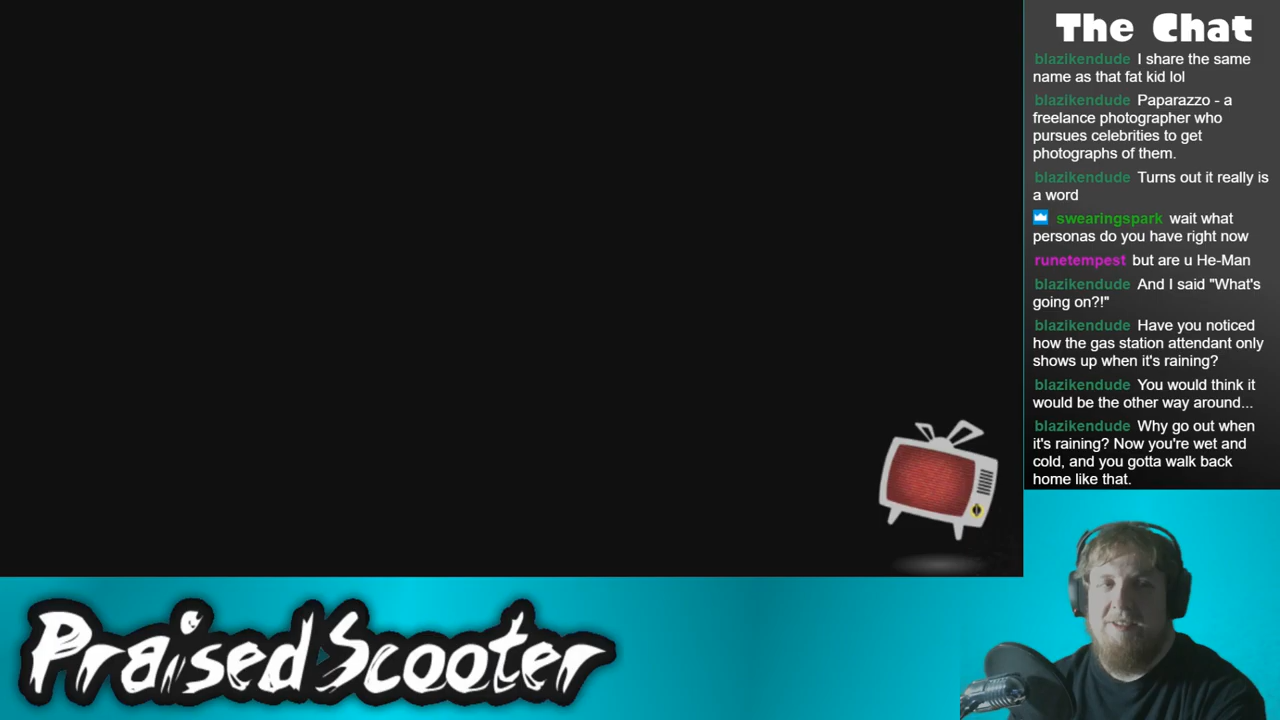 The Chat
blazikendude I share the same
name as that fat kid lol
blazikendude Paparazzo - a
freelance photographer who
pursues celebrities to get
photographs of them.
blazikendude Turns out it really is
a word
swearingspark wait what
personas do you have right now
runetempest but are u He-Man
blazikendude And I said "What's
going on?!"
blazikendude Have you noticed
how the gas station attendant only
shows up when it's raining?
blazikendude You would think it
would be the other way around...
blazikendude Why go out when
it's raining? Now you're wet and
cold, and you gotta walk back
home like that.
PraisedScooter